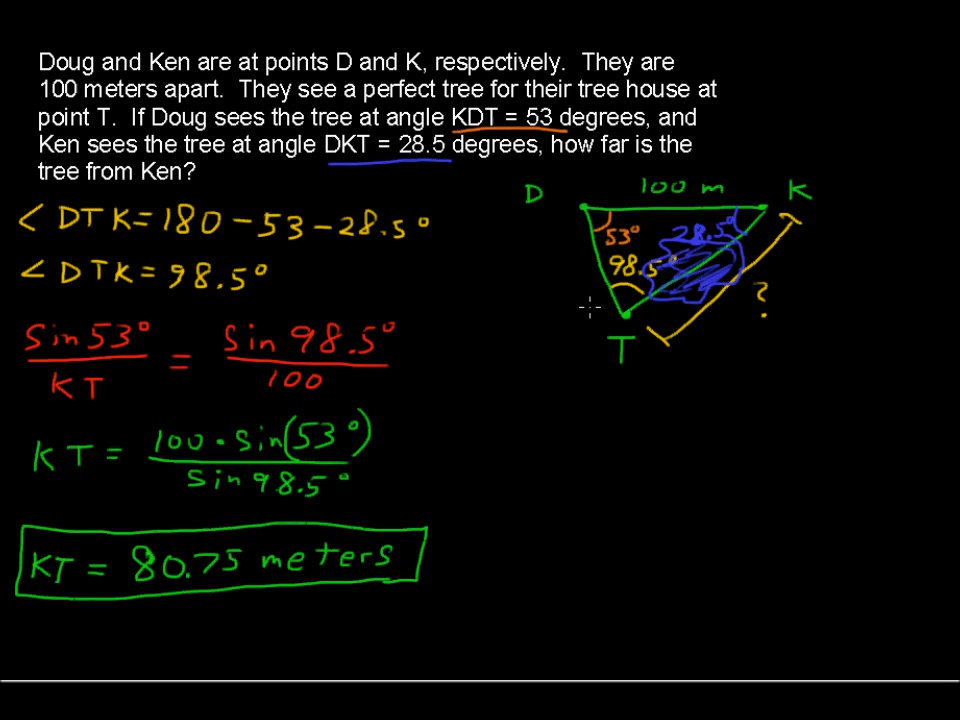 Doug and Ken are at points D and K, respectively. They are
100 meters apart. They see a perfect tree for their tree house at
point T. If Doug sees the tree at angle KDT = 53 degrees, and
Ken sees the tree at angle DKT = 28.5 degrees, how far is the
tree from Ken?
D 100 m K
53° 28.5°
98.5°
?
T
< DTK = 180 - 53 - 28.5°
< DTK = 98.5°
sin 53° / KT = sin 98.5° / 100
KT = 100 · sin(53°) / sin 98.5°
KT = 80.75 meters